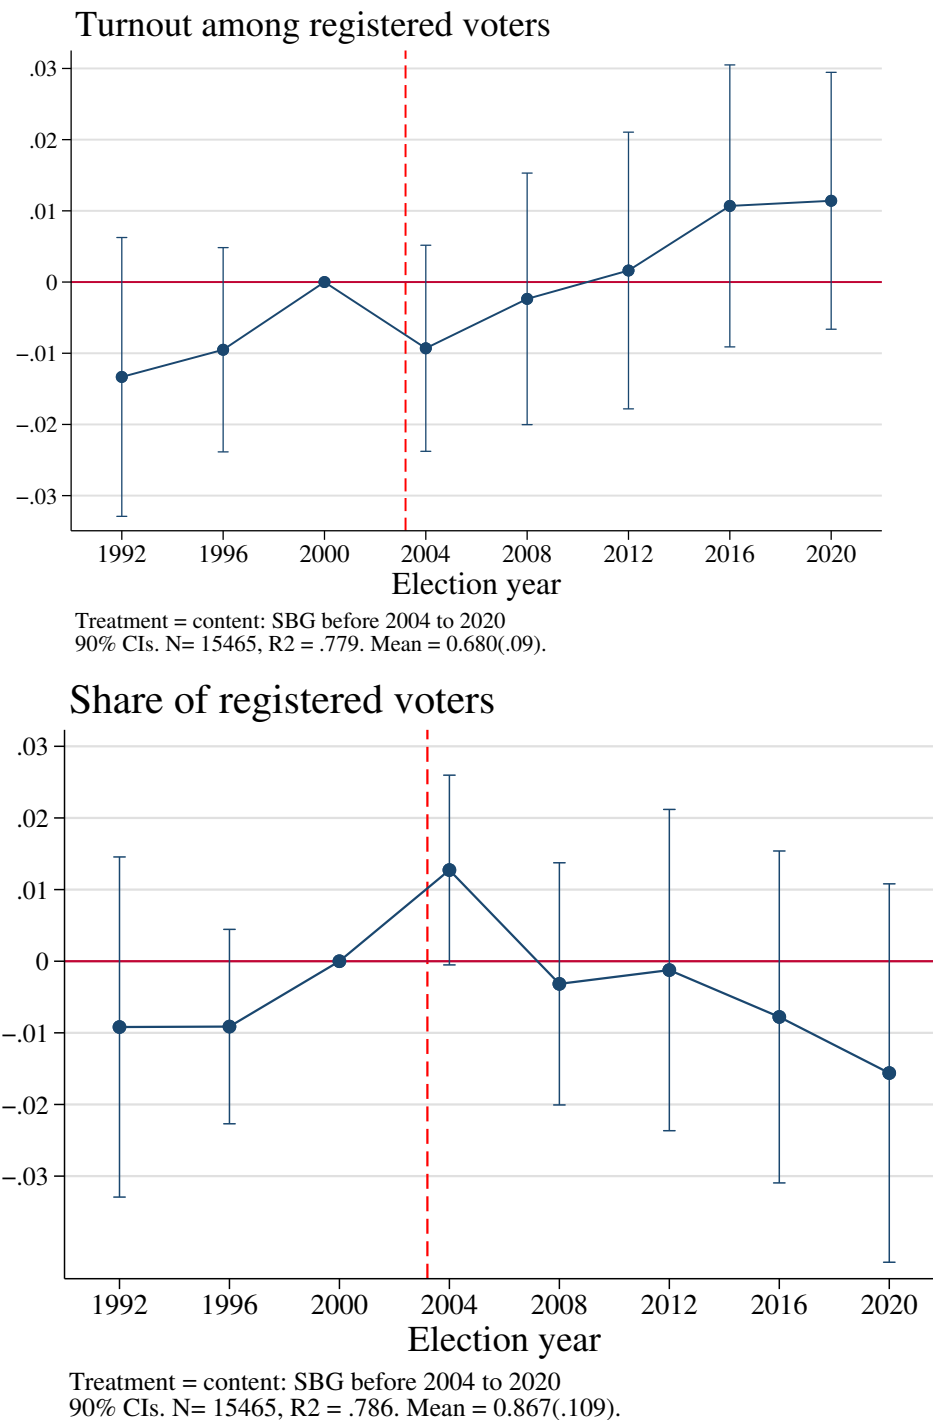 Turnout among registered voters
.03
.02
.01
0
−.01
−.02
−.03
1992 1996 2000 2004 2008 2012 2016 2020
Election year
Treatment = content: SBG before 2004 to 2020
90% CIs. N= 15465, R2 = .779. Mean = 0.680(.09).
Share of registered voters
.03
.02
.01
0
−.01
−.02
−.03
1992 1996 2000 2004 2008 2012 2016 2020
Election year
Treatment = content: SBG before 2004 to 2020
90% CIs. N= 15465, R2 = .786. Mean = 0.867(.109).